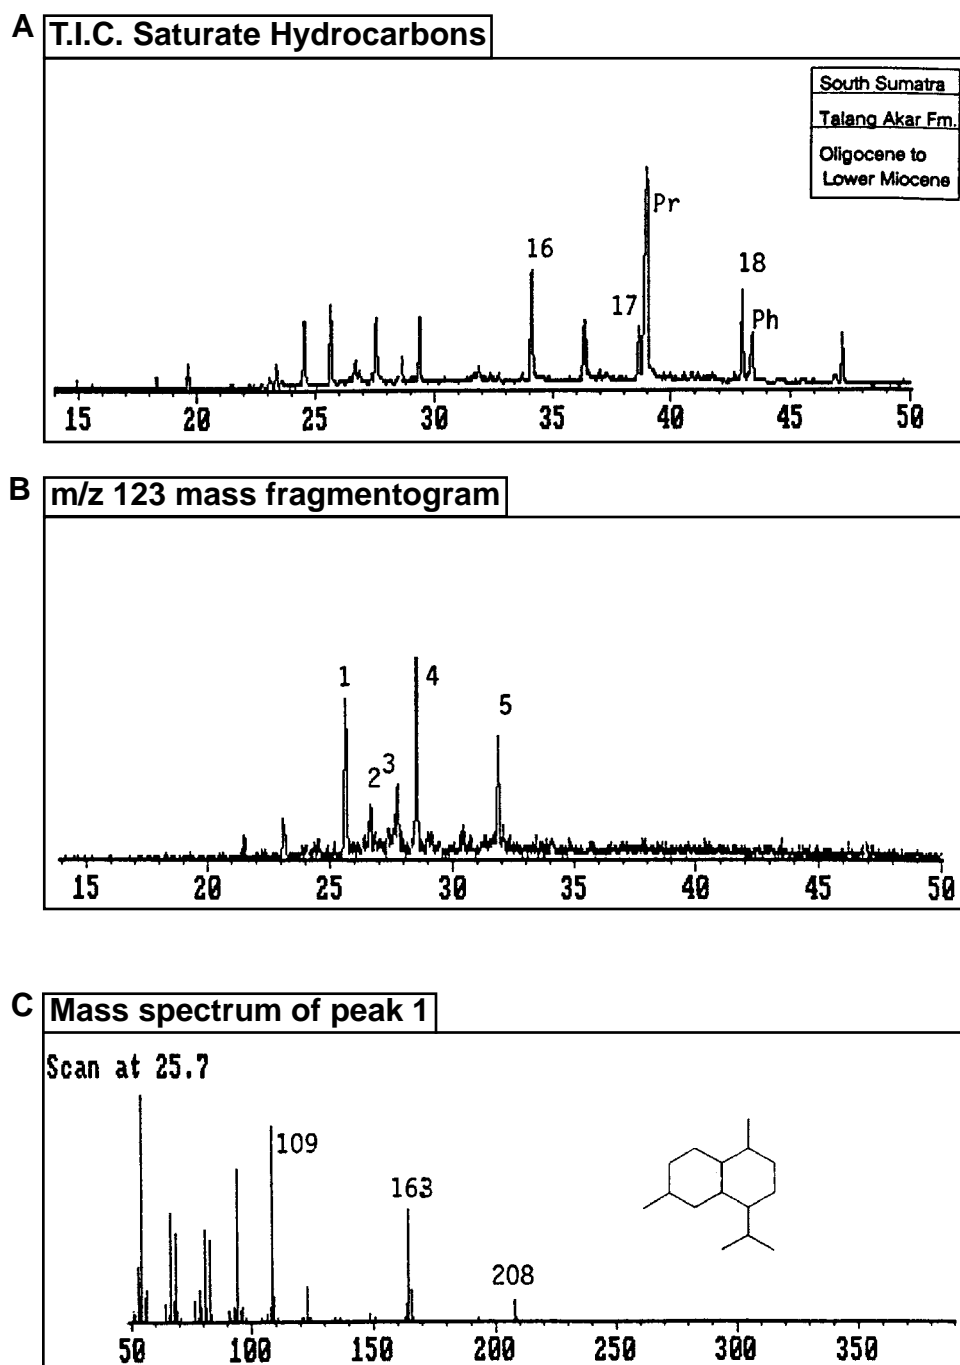 A T.I.C. Saturate Hydrocarbons
South Sumatra
Talang Akar Fm.
Oligocene to
Lower Miocene
Pr
16
18
17
Ph
15 20 25 30 35 40 45 50
B m/z 123 mass fragmentogram
1
4
5
3
2
15 20 25 30 35 40 45 50
C Mass spectrum of peak 1
Scan at 25.7
109
163
208
50 100 150 200 250 300 350